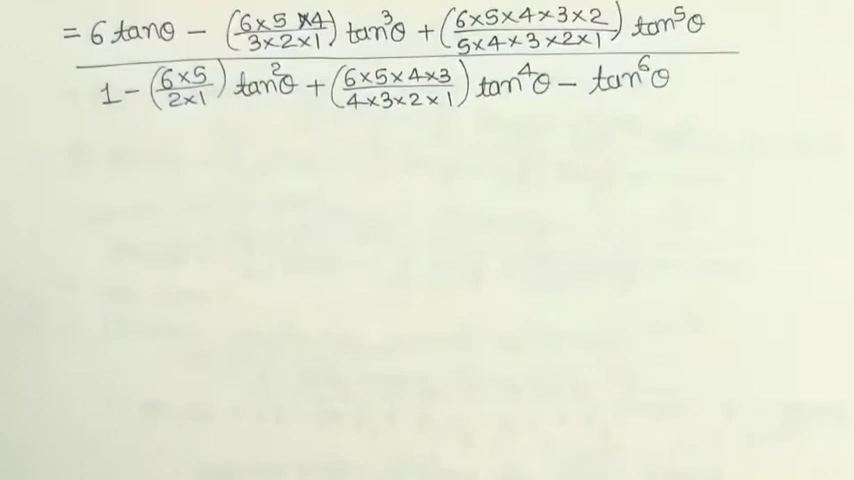 = 6 tanθ − (6×5×4 / 3×2×1) tan³θ + (6×5×4×3×2 / 5×4×3×2×1) tan⁵θ
1 − (6×5 / 2×1) tan²θ + (6×5×4×3 / 4×3×2×1) tan⁴θ − tan⁶θ